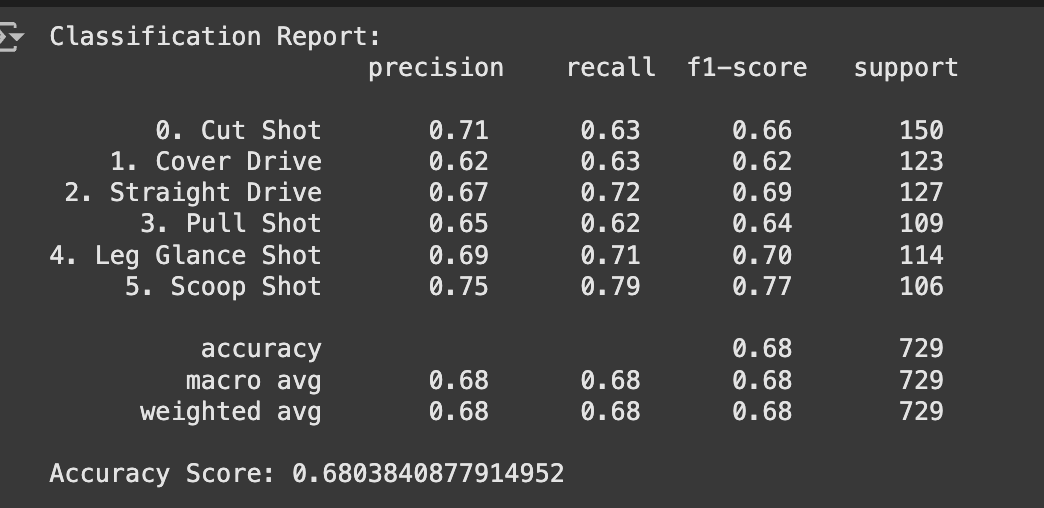 Classification Report:
precision recall f1-score support
0. Cut Shot 0.71 0.63 0.66 150
1. Cover Drive 0.62 0.63 0.62 123
2. Straight Drive 0.67 0.72 0.69 127
3. Pull Shot 0.65 0.62 0.64 109
4. Leg Glance Shot 0.69 0.71 0.70 114
5. Scoop Shot 0.75 0.79 0.77 106
accuracy 0.68 729
macro avg 0.68 0.68 0.68 729
weighted avg 0.68 0.68 0.68 729
Accuracy Score: 0.6803840877914952